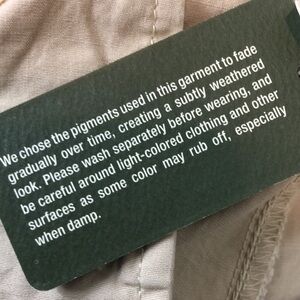 We chose the pigments used in this garment to fade
gradually over time, creating a subtly weathered
look. Please wash separately before wearing, and
be careful around light-colored clothing and other
surfaces as some color may rub off, especially
when damp.